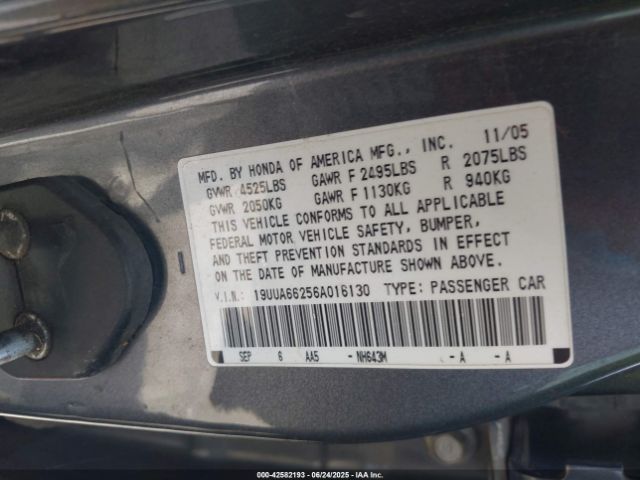 MFD. BY HONDA OF AMERICA MFG., INC. 11/05
GVWR 4525LBS GAWR F 2495LBS R 2075LBS
GVWR 2050KG GAWR F 1130KG R 940KG
THIS VEHICLE CONFORMS TO ALL APPLICABLE
FEDERAL MOTOR VEHICLE SAFETY, BUMPER,
AND THEFT PREVENTION STANDARDS IN EFFECT
ON THE DATE OF MANUFACTURE SHOWN ABOVE.
V.I.N.: 19UUA66256A016130 TYPE: PASSENGER CAR
SEP 6 AA5 - NH643M - A - A
000-42582193 - 06/24/2025 - COPYRIGHT IAA, LLC.